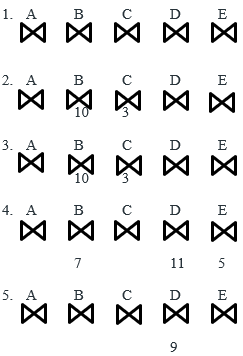 1. A B C D E
2. A B C D E
10 3
3. A B C D E
10 3
4. A B C D E
7 11 5
5. A B C D E
9